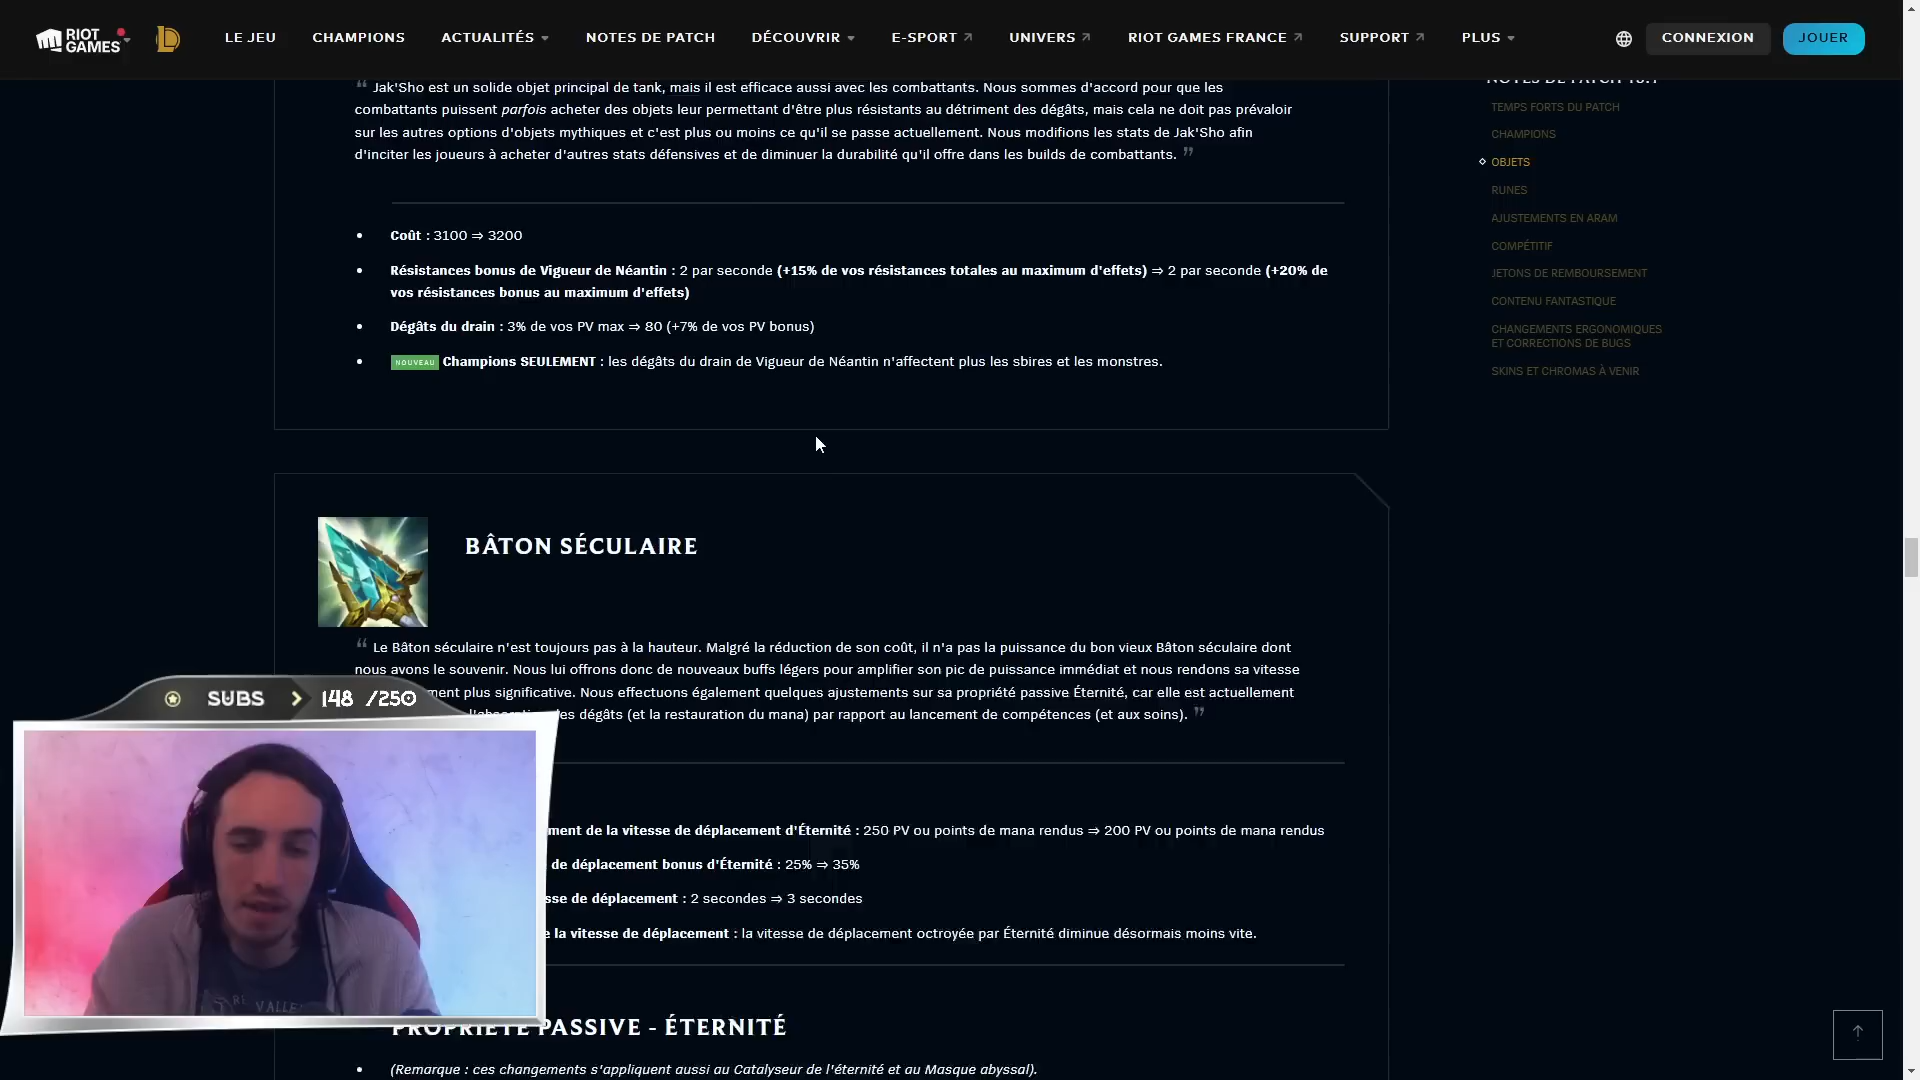 RIOT GAMES
LE JEU
CHAMPIONS
ACTUALITÉS
NOTES DE PATCH
DÉCOUVRIR
E-SPORT
UNIVERS
RIOT GAMES FRANCE
SUPPORT
PLUS
CONNEXION
JOUER
“ Jak'Sho est un solide objet principal de tank, mais il est efficace aussi avec les combattants. Nous sommes d'accord pour que les
combattants puissent parfois acheter des objets leur permettant d'être plus résistants au détriment des dégâts, mais cela ne doit pas prévaloir
sur les autres options d'objets mythiques et c'est plus ou moins ce qu'il se passe actuellement. Nous modifions les stats de Jak'Sho afin
d'inciter les joueurs à acheter d'autres stats défensives et de diminuer la durabilité qu'il offre dans les builds de combattants. ”
• Coût : 3100 ⇒ 3200
• Résistances bonus de Vigueur de Néantin : 2 par seconde (+15% de vos résistances totales au maximum d'effets) ⇒ 2 par seconde (+20% de
vos résistances bonus au maximum d'effets)
• Dégâts du drain : 3% de vos PV max ⇒ 80 (+7% de vos PV bonus)
• NOUVEAU Champions SEULEMENT : les dégâts du drain de Vigueur de Néantin n'affectent plus les sbires et les monstres.
BÂTON SÉCULAIRE
“ Le Bâton séculaire n'est toujours pas à la hauteur. Malgré la réduction de son coût, il n'a pas la puissance du bon vieux Bâton séculaire dont
nous avons le souvenir. Nous lui offrons donc de nouveaux buffs légers pour amplifier son pic de puissance immédiat et nous rendons sa vitesse
ment plus significative. Nous effectuons également quelques ajustements sur sa propriété passive Éternité, car elle est actuellement
des dégâts (et la restauration du mana) par rapport au lancement de compétences (et aux soins). ”
ment de la vitesse de déplacement d'Éternité : 250 PV ou points de mana rendus ⇒ 200 PV ou points de mana rendus
de déplacement bonus d'Éternité : 25% ⇒ 35%
sse de déplacement : 2 secondes ⇒ 3 secondes
e la vitesse de déplacement : la vitesse de déplacement octroyée par Éternité diminue désormais moins vite.
PROPRIÉTÉ PASSIVE - ÉTERNITÉ
• (Remarque : ces changements s'appliquent aussi au Catalyseur de l'éternité et au Masque abyssal).
NOTES DE PATCH 13.1
TEMPS FORTS DU PATCH
CHAMPIONS
OBJETS
RUNES
AJUSTEMENTS EN ARAM
COMPÉTITIF
JETONS DE REMBOURSEMENT
CONTENU FANTASTIQUE
CHANGEMENTS ERGONOMIQUES
ET CORRECTIONS DE BUGS
SKINS ET CHROMAS À VENIR
SUBS > 148 /250
VALLE